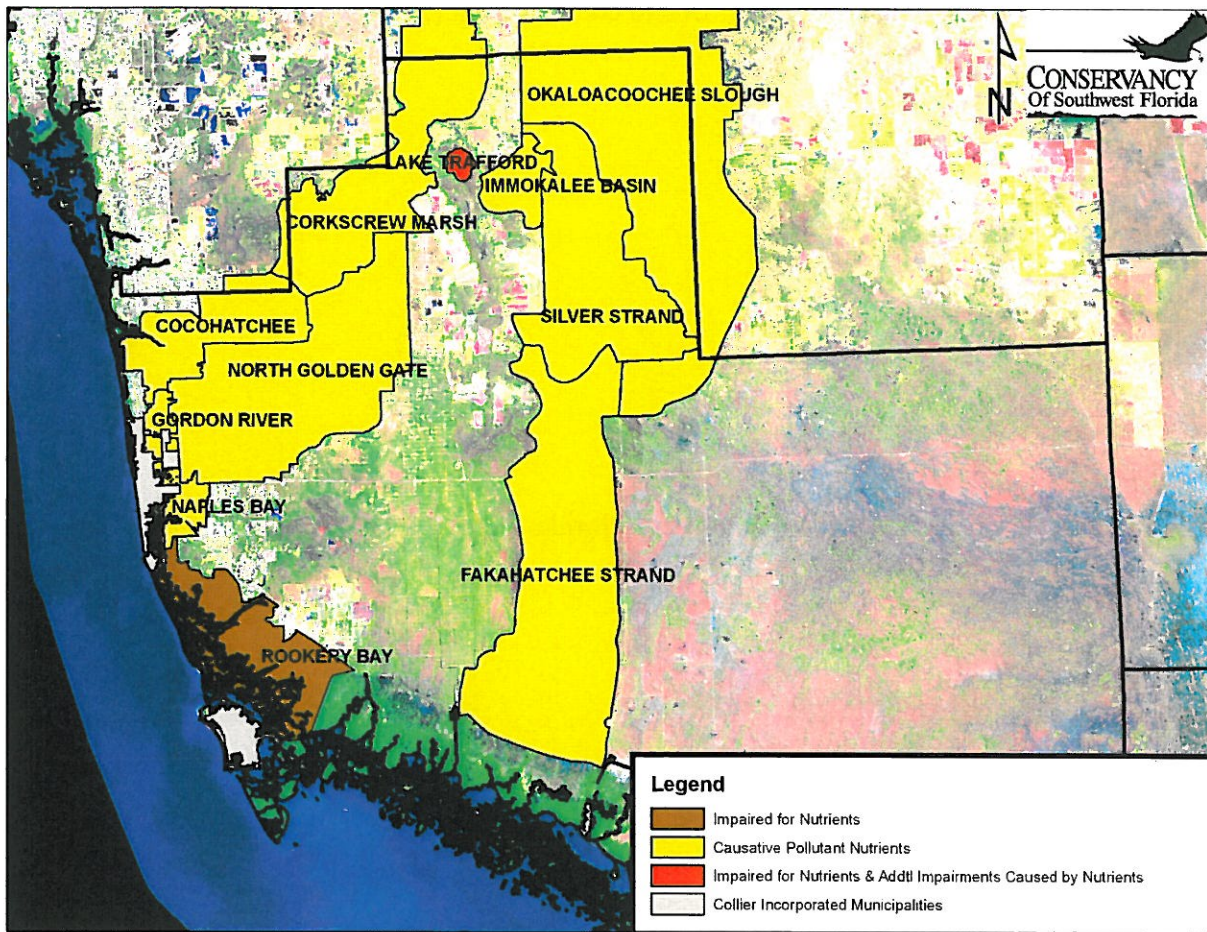 CONSERVANCY
Of Southwest Florida
N
OKALOACOOCHEE SLOUGH
LAKE TRAFFORD
IMMOKALEE BASIN
CORKSCREW MARSH
SILVER STRAND
COCOHATCHEE
NORTH GOLDEN GATE
GORDON RIVER
NAPLES BAY
FAKAHATCHEE STRAND
ROOKERY BAY
Legend
Impaired for Nutrients
Causative Pollutant Nutrients
Impaired for Nutrients & Addtl Impairments Caused by Nutrients
Collier Incorporated Municipalities